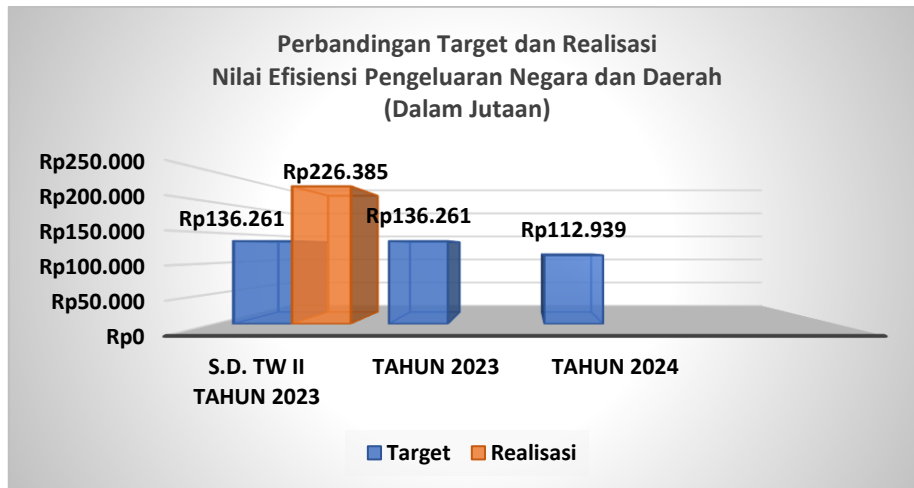 Perbandingan Target dan Realisasi
Nilai Efisiensi Pengeluaran Negara dan Daerah
(Dalam Jutaan)
Rp250.000
Rp200.000
Rp150.000
Rp100.000
Rp50.000
Rp0
Rp136.261
Rp226.385
Rp136.261
Rp112.939
S.D. TW II
TAHUN 2023
TAHUN 2023
TAHUN 2024
Target
Realisasi